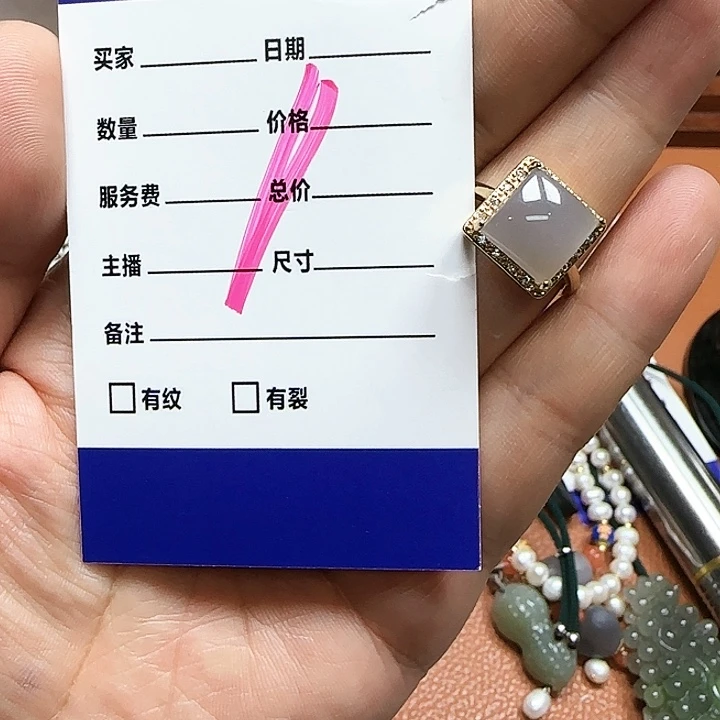 买家 日期
数量 价格
服务费 总价
主播 尺寸
备注
有纹 有裂